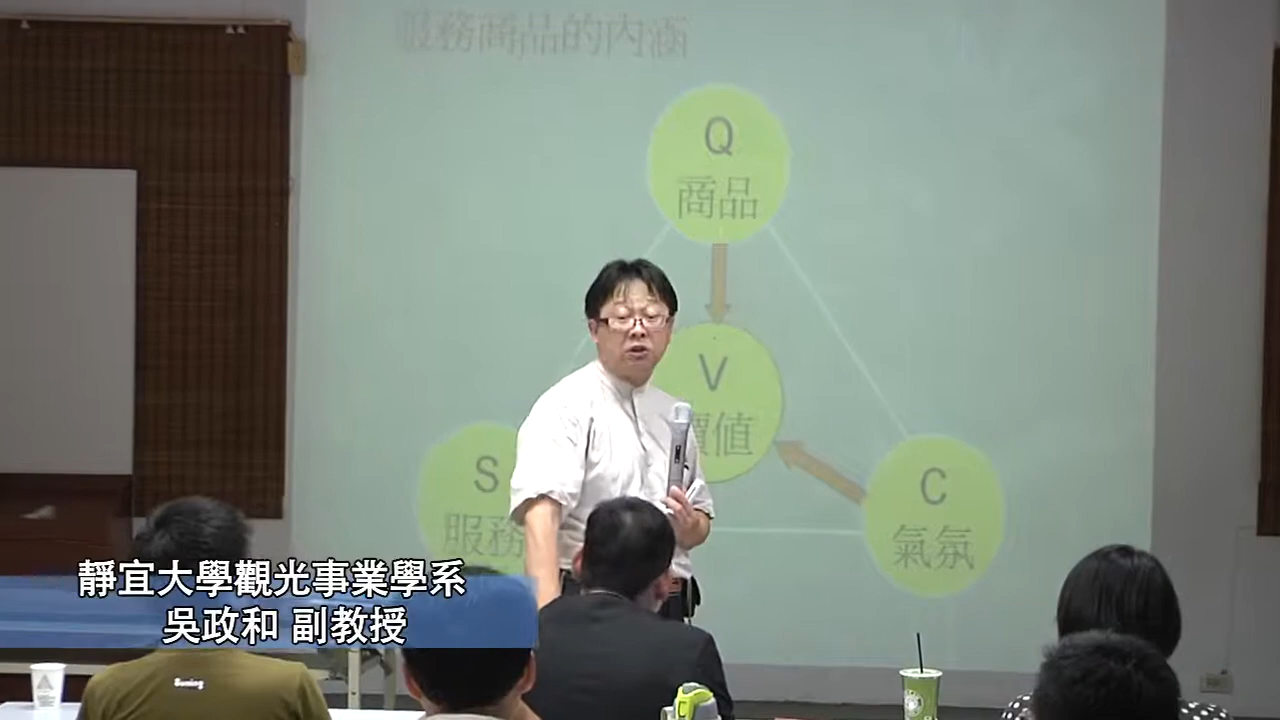 服務商品的內涵
Q
商品
V
價值
S
服務
C
氣氛
靜宜大學觀光事業學系
吳政和 副教授
Suning